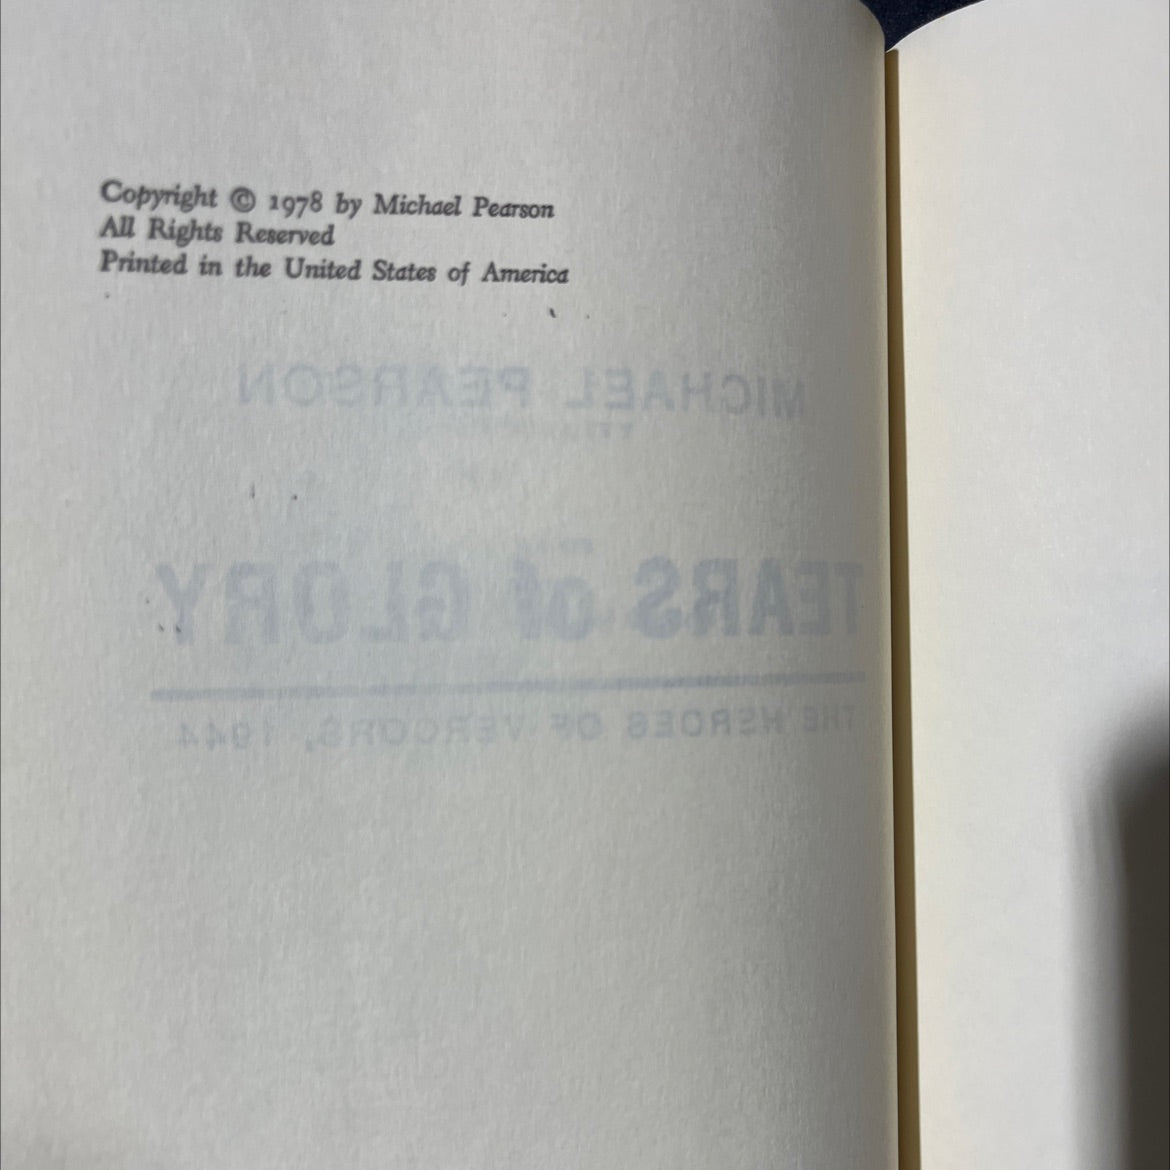 Copyright © 1978 by Michael Pearson
All Rights Reserved
Printed in the United States of America
MICHAEL PEARSON
TEARS of GLORY
THE HEROES OF VERCORS, 1944